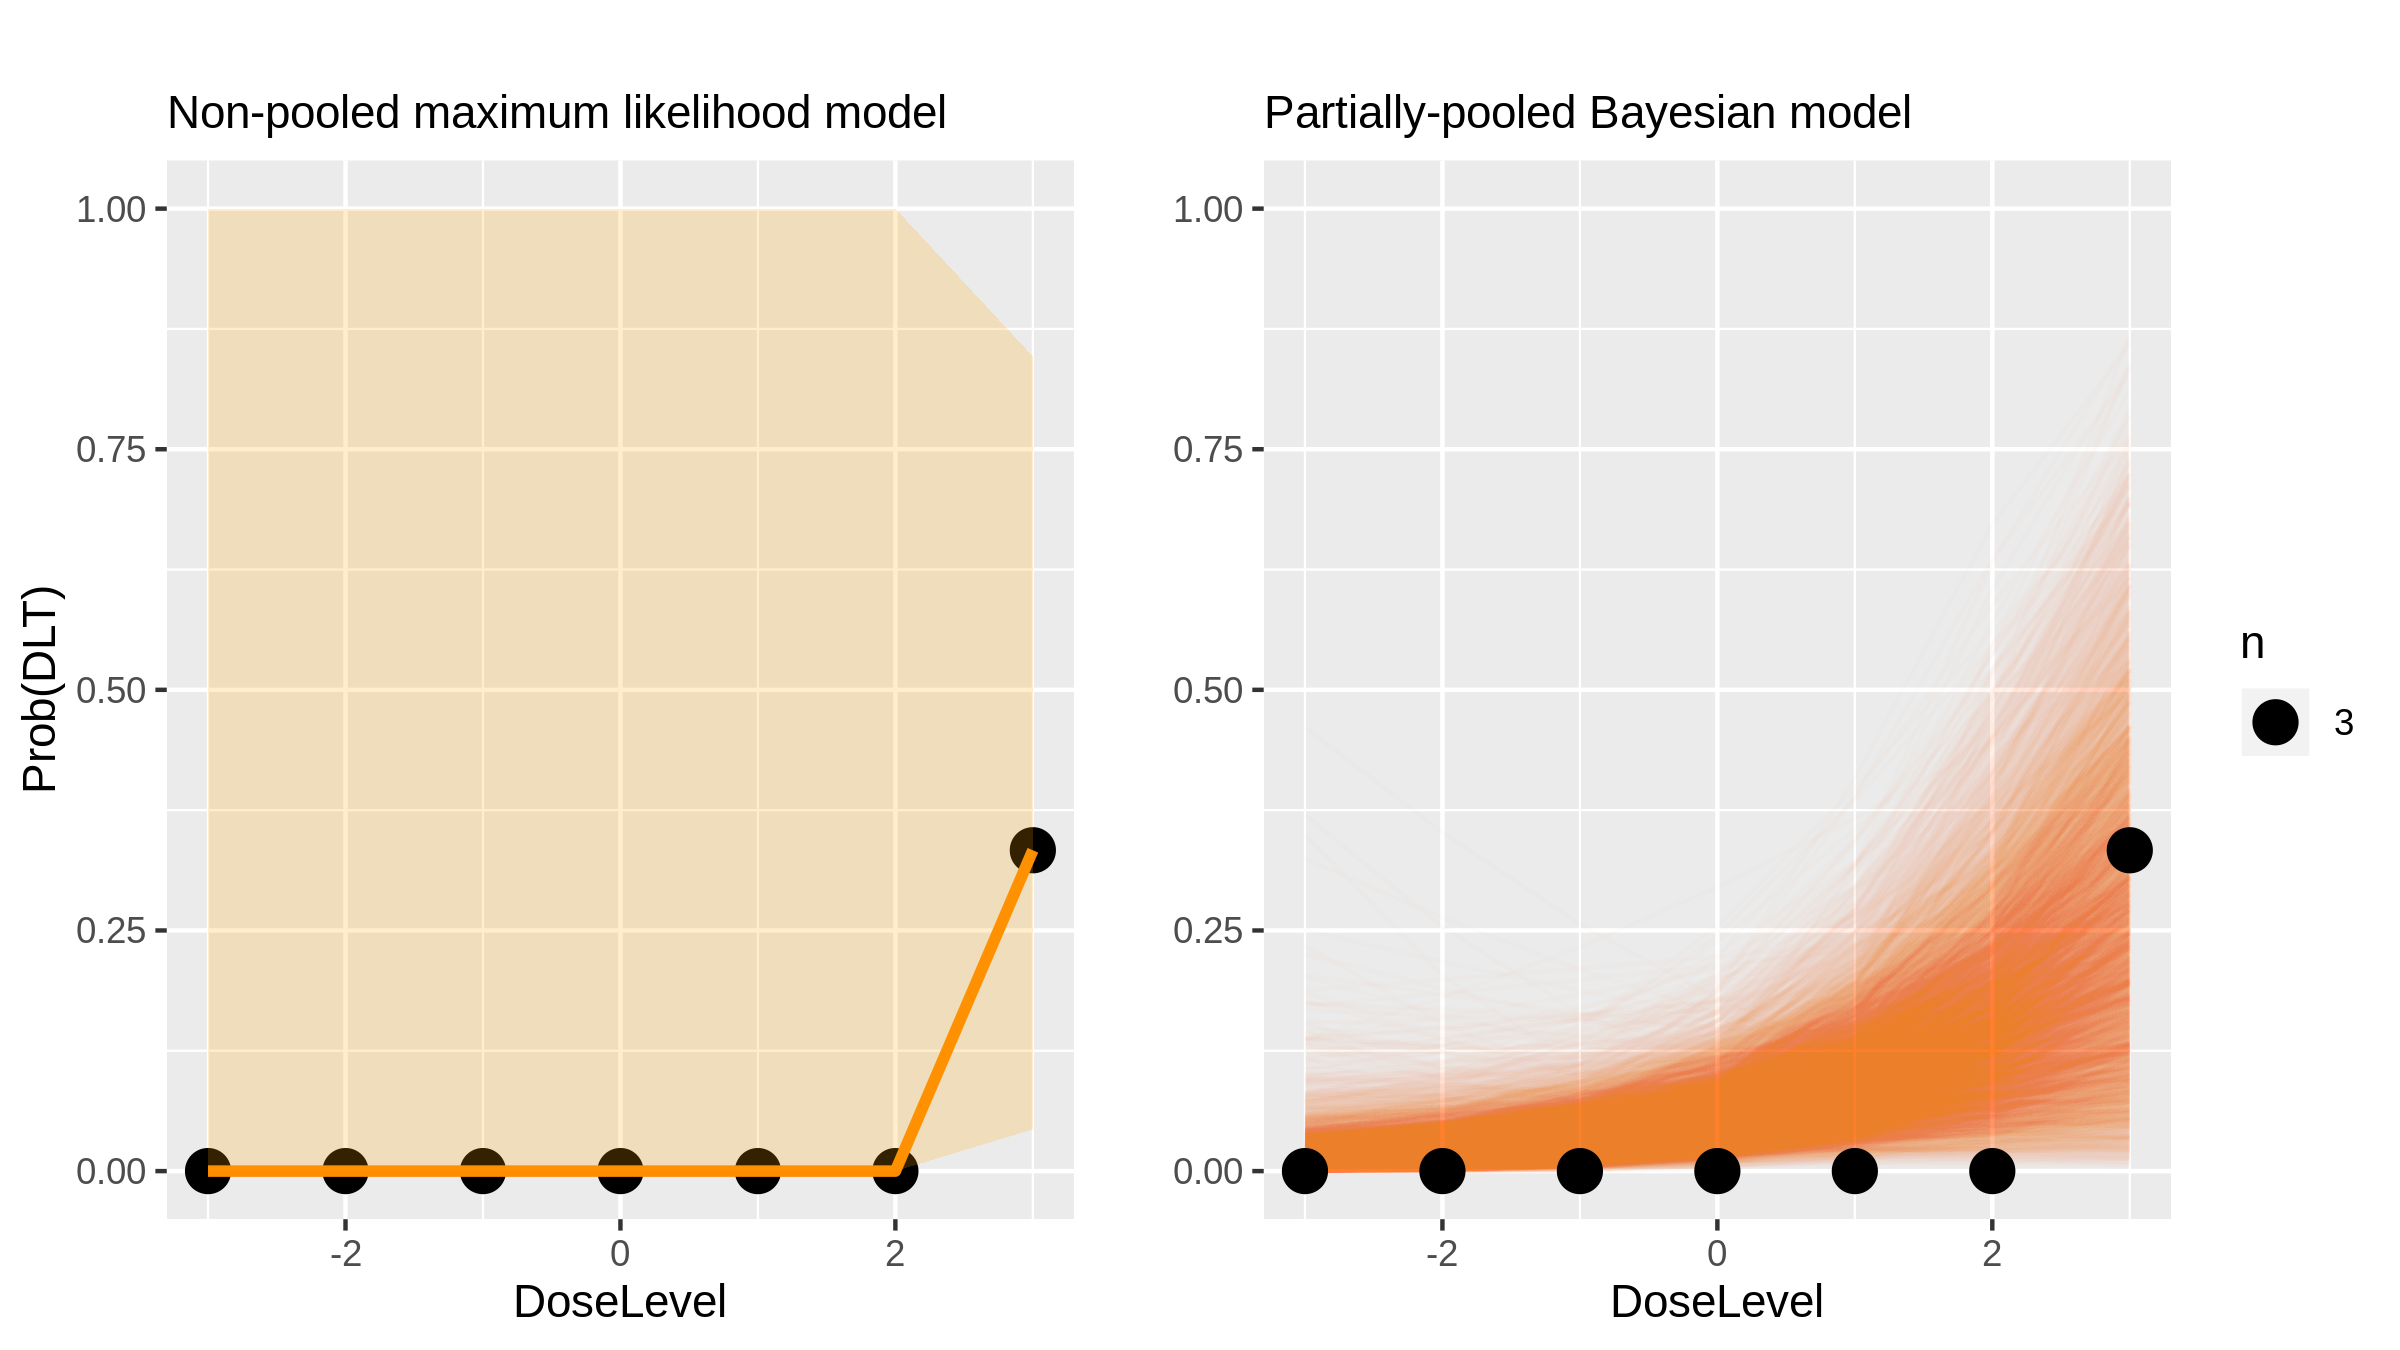 Non-pooled maximum likelihood model
Prob(DLT)
1.00
0.75
0.50
0.25
0.00
-2 0 2
DoseLevel
Partially-pooled Bayesian model
1.00
0.75
0.50
0.25
0.00
-2 0 2
DoseLevel
n
3